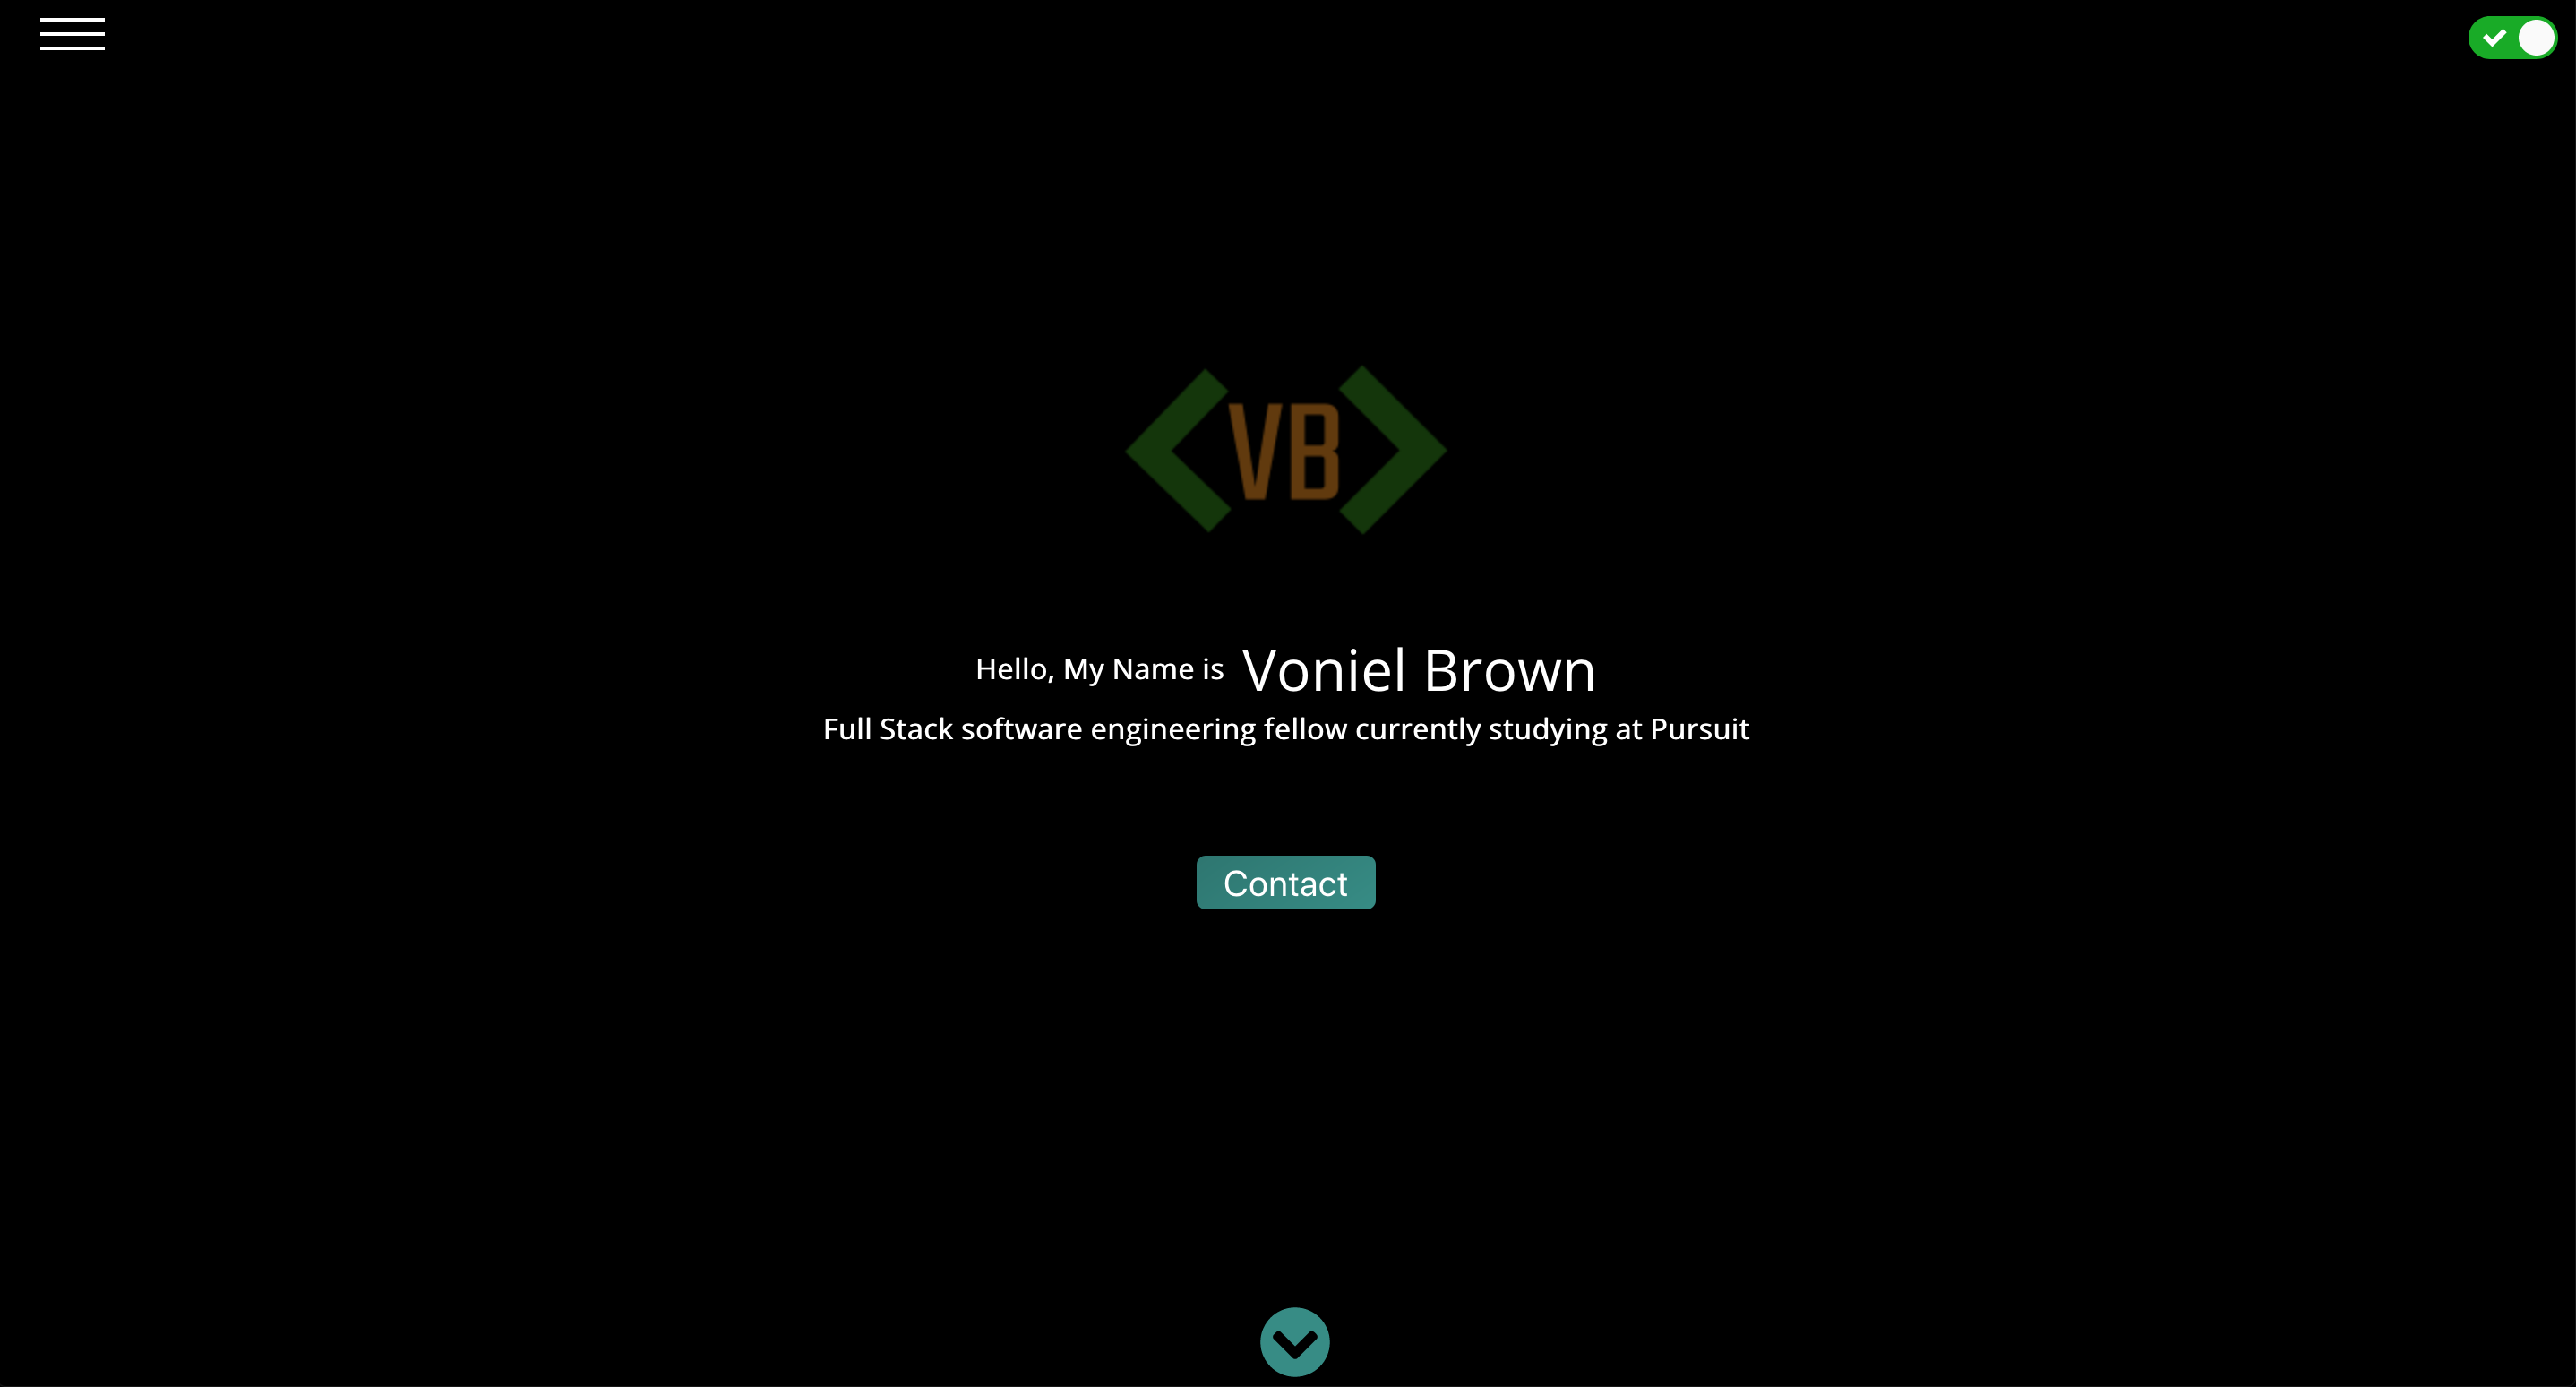 <VB>
Hello, My Name is Voniel Brown
Full Stack software engineering fellow currently studying at Pursuit
Contact